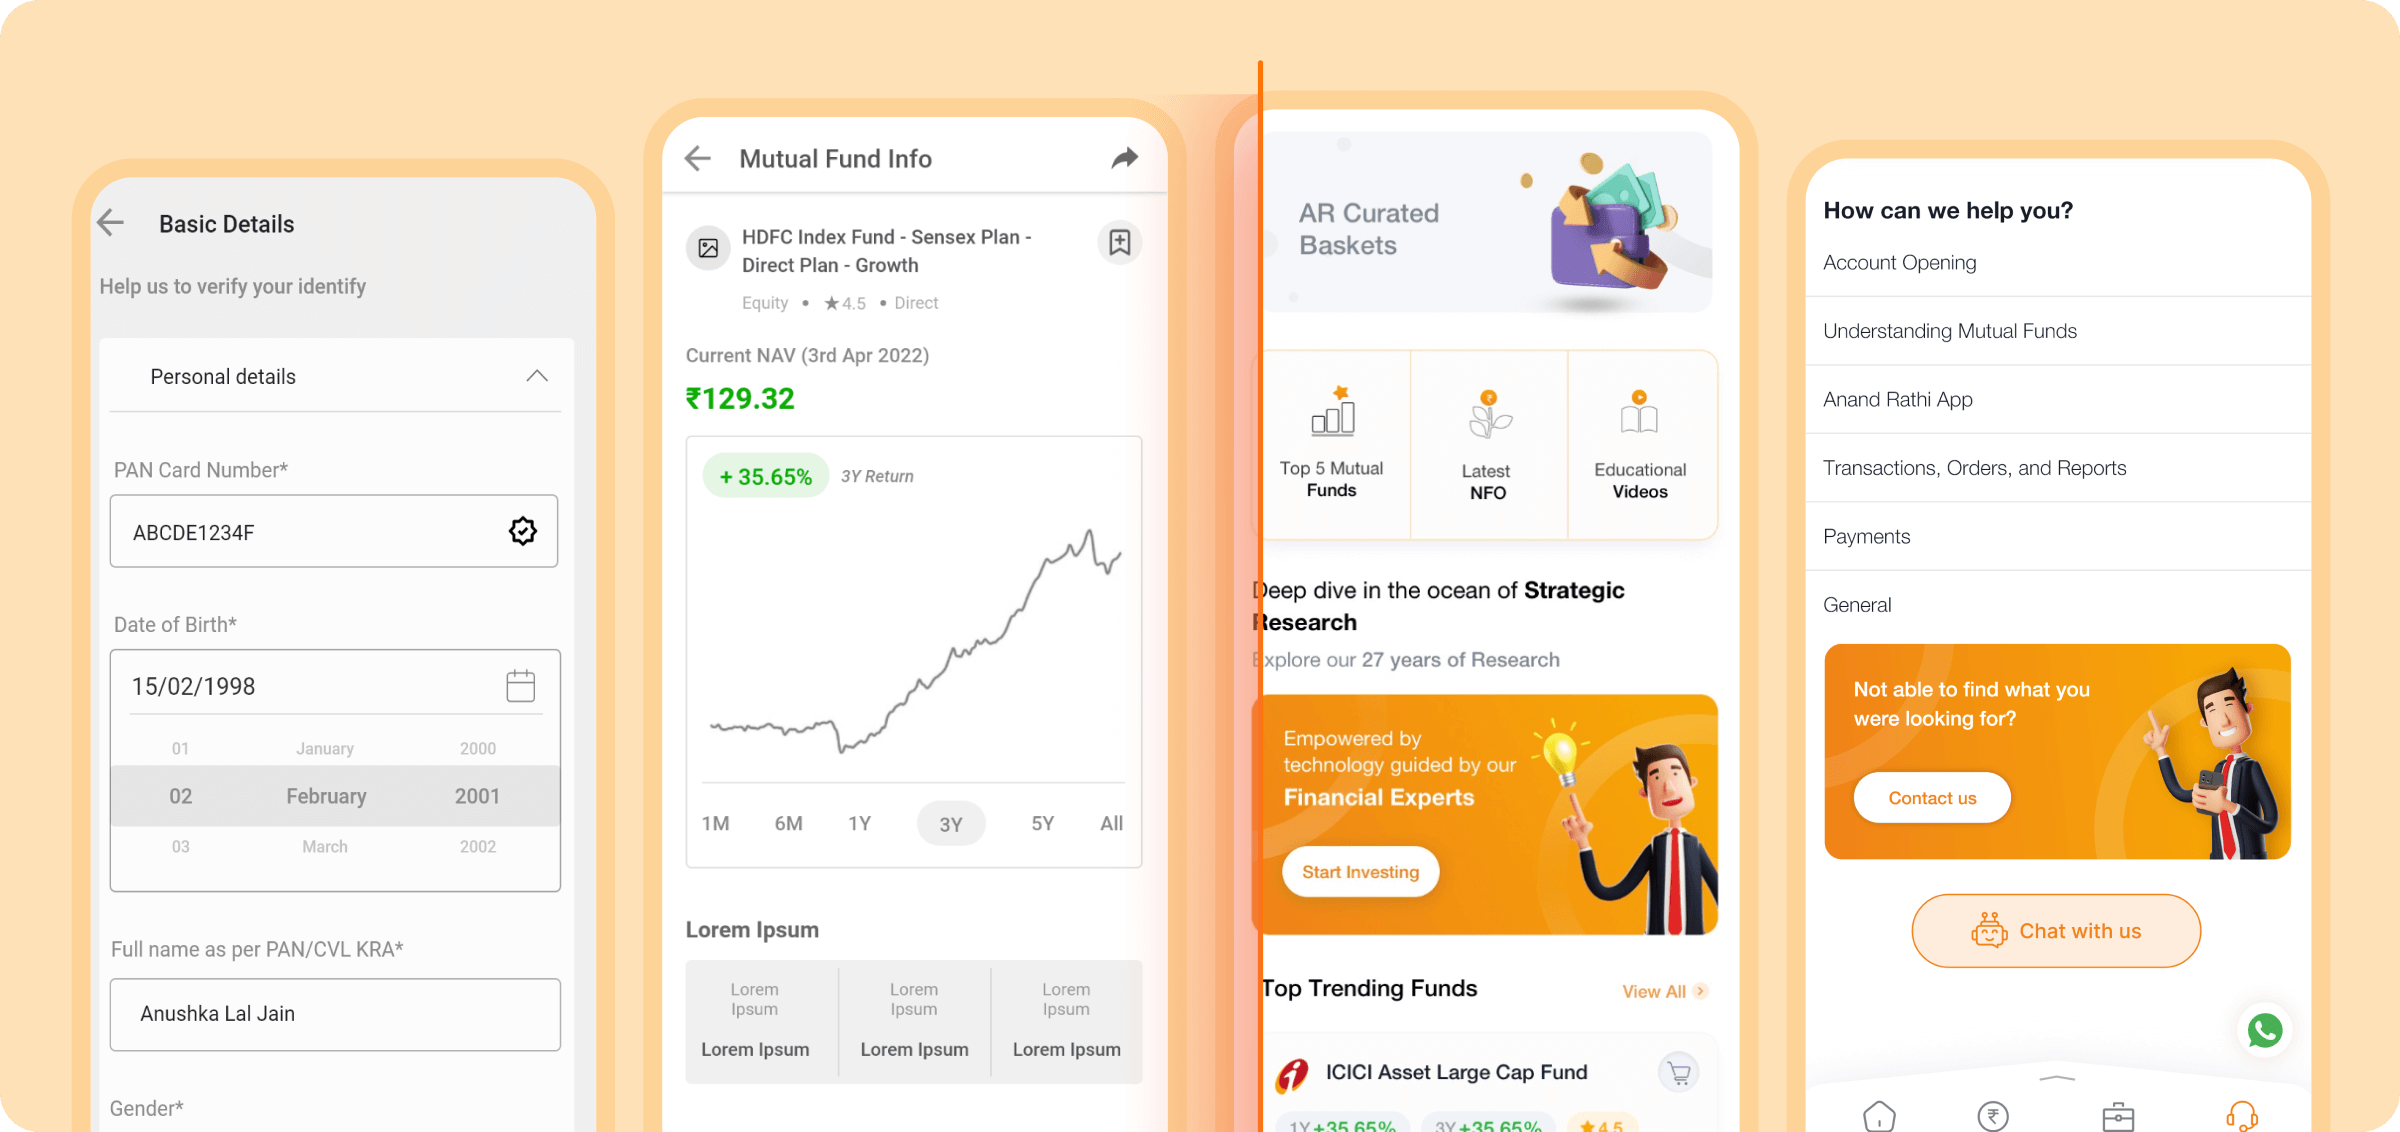 Basic Details
Help us to verify your identify
Personal details
PAN Card Number*
ABCDE1234F
Date of Birth*
15/02/1998
01 January 2000
02 February 2001
03 March 2002
Full name as per PAN/CVL KRA*
Anushka Lal Jain
Gender*
Mutual Fund Info
HDFC Index Fund - Sensex Plan -
Direct Plan - Growth
Equity • ★4.5 • Direct
Current NAV (3rd Apr 2022)
₹129.32
+ 35.65% 3Y Return
1M 6M 1Y 3Y 5Y All
Lorem Ipsum
Lorem
Ipsum
Lorem Ipsum
Lorem
Ipsum
Lorem Ipsum
Lorem
Ipsum
Lorem Ipsum
AR Curated
Baskets
Top 5 Mutual
Funds
Latest
NFO
Educational
Videos
Deep dive in the ocean of Strategic
Research
Explore our 27 years of Research
Empowered by
technology guided by our
Financial Experts
Start Investing
Top Trending Funds
View All
ICICI Asset Large Cap Fund
1Y +35.65% 3Y +35.65% ★ 4.5
How can we help you?
Account Opening
Understanding Mutual Funds
Anand Rathi App
Transactions, Orders, and Reports
Payments
General
Not able to find what you
were looking for?
Contact us
Chat with us